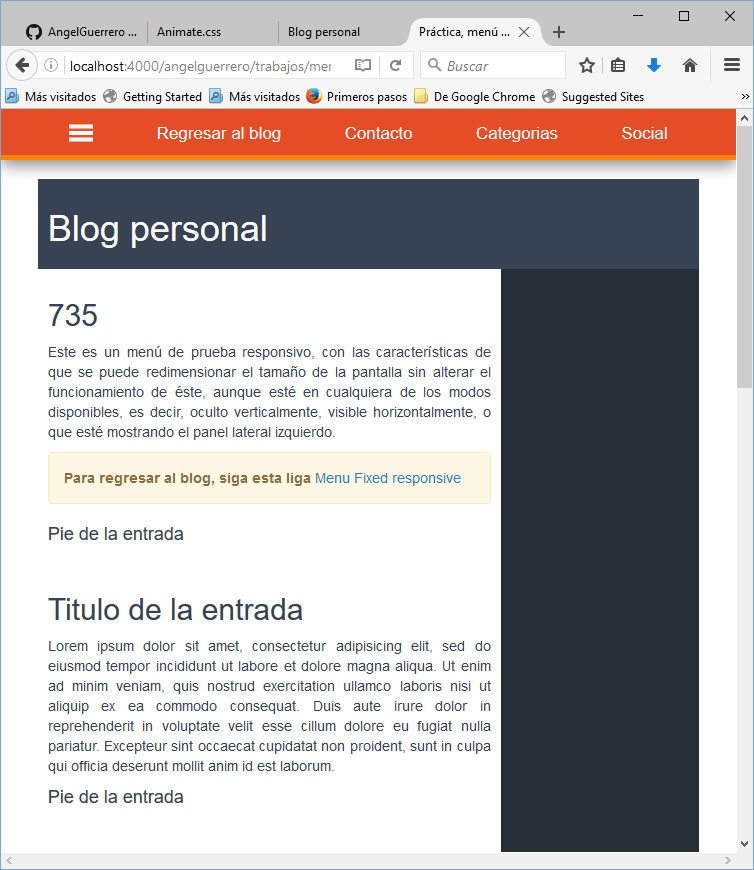 AngelGuerrero ...
Animate.css
Blog personal
Práctica, menú ...
localhost:4000/angelguerrero/trabajos/mer
Buscar
Más visitados
Getting Started
Más visitados
Primeros pasos
De Google Chrome
Suggested Sites
Regresar al blog
Contacto
Categorias
Social
Blog personal
735
Este es un menú de prueba responsivo, con las características de
que se puede redimensionar el tamaño de la pantalla sin alterar el
funcionamiento de éste, aunque esté en cualquiera de los modos
disponibles, es decir, oculto verticalmente, visible horizontalmente, o
que esté mostrando el panel lateral izquierdo.
Para regresar al blog, siga esta liga Menu Fixed responsive
Pie de la entrada
Titulo de la entrada
Lorem ipsum dolor sit amet, consectetur adipisicing elit, sed do
eiusmod tempor incididunt ut labore et dolore magna aliqua. Ut enim
ad minim veniam, quis nostrud exercitation ullamco laboris nisi ut
aliquip ex ea commodo consequat. Duis aute irure dolor in
reprehenderit in voluptate velit esse cillum dolore eu fugiat nulla
pariatur. Excepteur sint occaecat cupidatat non proident, sunt in culpa
qui officia deserunt mollit anim id est laborum.
Pie de la entrada